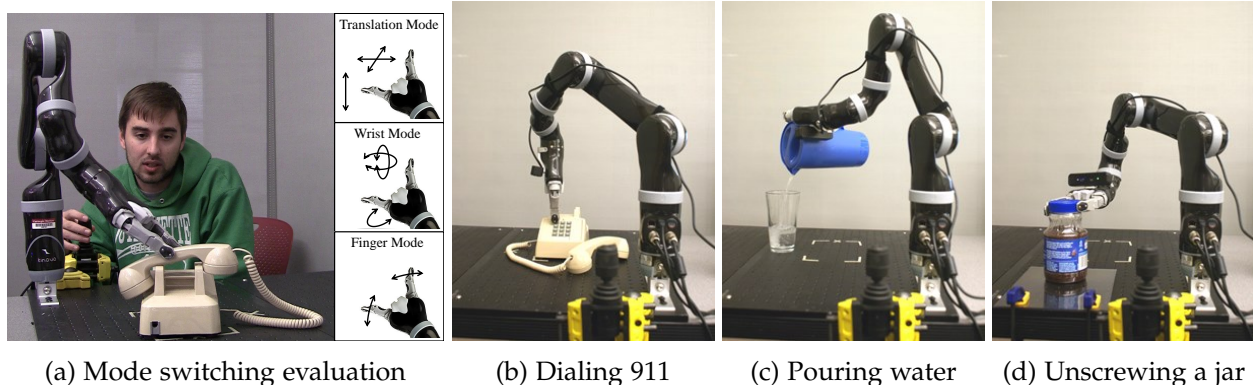 Translation Mode
Wrist Mode
Finger Mode
(a) Mode switching evaluation
(b) Dialing 911
(c) Pouring water
(d) Unscrewing a jar